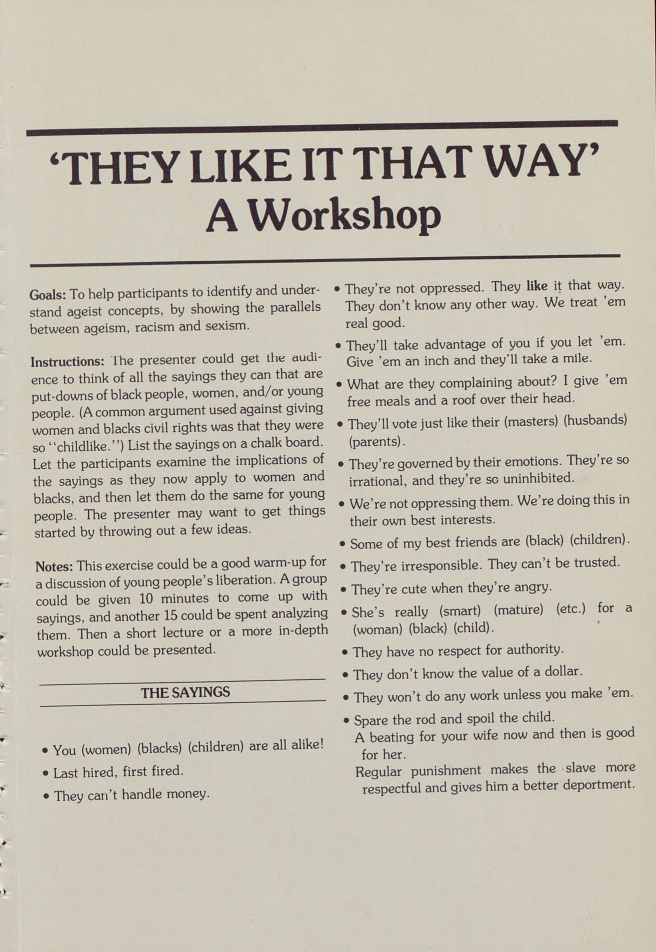 ‘THEY LIKE IT THAT WAY’
A Workshop
Goals: To help participants to identify and under-
stand ageist concepts, by showing the parallels
between ageism, racism and sexism.
Instructions: The presenter could get the audi-
ence to think of all the sayings they can that are
put-downs of black people, women, and/or young
people. (A common argument used against giving
women and blacks civil rights was that they were
so “childlike.”) List the sayings on a chalk board.
Let the participants examine the implications of
the sayings as they now apply to women and
blacks, and then let them do the same for young
people. The presenter may want to get things
started by throwing out a few ideas.
Notes: This exercise could be a good warm-up for
a discussion of young people’s liberation. A group
could be given 10 minutes to come up with
sayings, and another 15 could be spent analyzing
them. Then a short lecture or a more in-depth
workshop could be presented.
THE SAYINGS
• You (women) (blacks) (children) are all alike!
• Last hired, first fired.
• They can’t handle money.
• They’re not oppressed. They like it that way.
They don’t know any other way. We treat ’em
real good.
• They’ll take advantage of you if you let ’em.
Give ’em an inch and they’ll take a mile.
• What are they complaining about? I give ’em
free meals and a roof over their head.
• They’ll vote just like their (masters) (husbands)
(parents).
• They’re governed by their emotions. They’re so
irrational, and they’re so uninhibited.
• We’re not oppressing them. We’re doing this in
their own best interests.
• Some of my best friends are (black) (children).
• They’re irresponsible. They can’t be trusted.
• They’re cute when they’re angry.
• She’s really (smart) (mature) (etc.) for a
(woman) (black) (child).
• They have no respect for authority.
• They don’t know the value of a dollar.
• They won’t do any work unless you make ’em.
• Spare the rod and spoil the child.
A beating for your wife now and then is good
for her.
Regular punishment makes the slave more
respectful and gives him a better deportment.